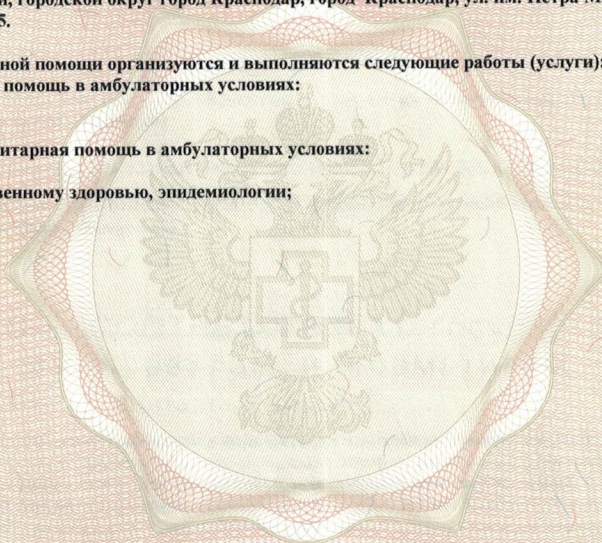 городской округ город Краснодар, город Краснодар, ул. им. Петра М
5.
ной помощи организуются и выполняются следующие работы (услуги):
помощь в амбулаторных условиях:
итарная помощь в амбулаторных условиях:
венному здоровью, эпидемиологии;